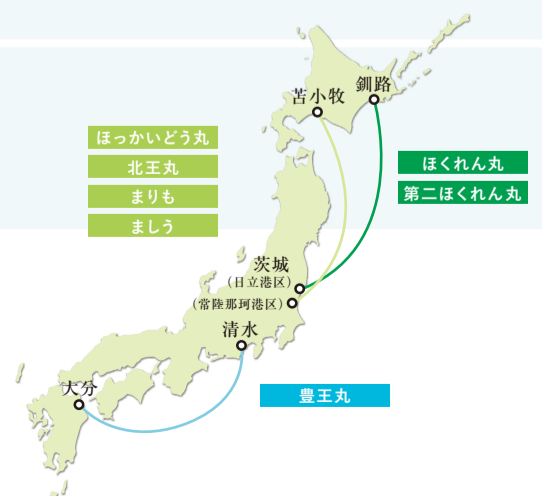 釧路
苫小牧
ほっかいどう丸
北王丸
まりも
ましう
ほくれん丸
第二ほくれん丸
茨城
(日立港区)
(常陸那珂港区)
清水
大分
豊王丸